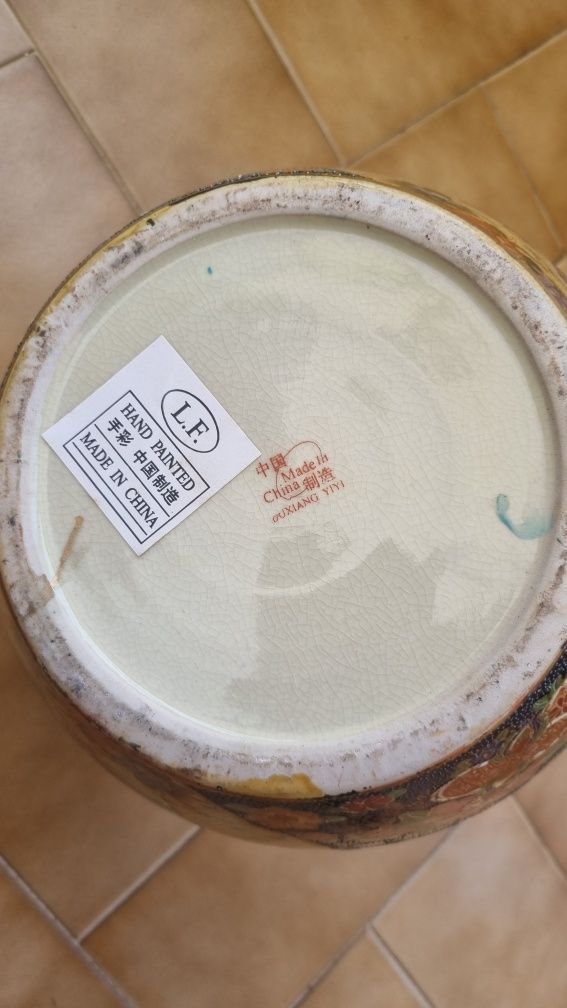 L.F.
HAND PAINTED
手彩 中国制造
MADE IN CHINA
中国 Made in
China 制造
OUXIANG YIYI